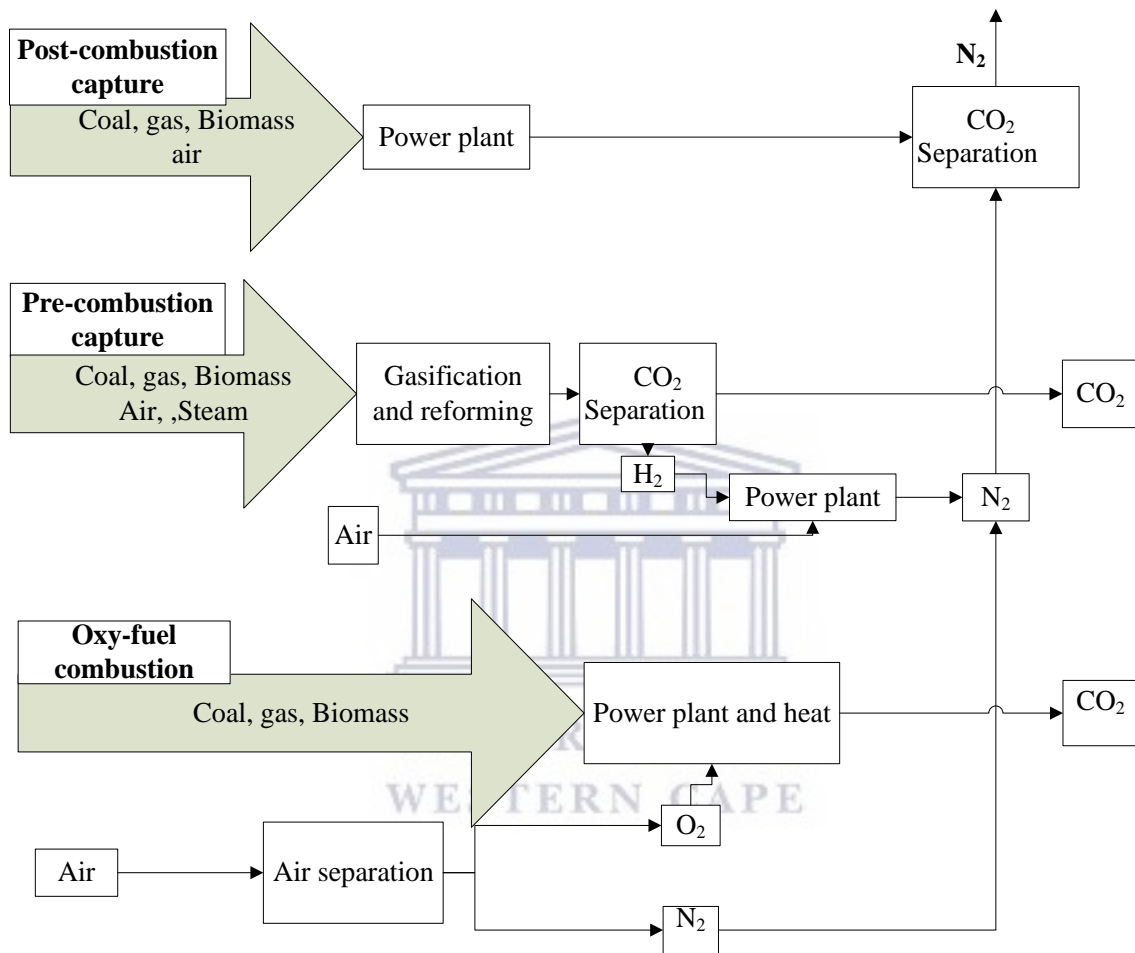 Post-combustion
capture
Coal, gas, Biomass
air
Power plant
N₂
CO₂
Separation
Pre-combustion
capture
Coal, gas, Biomass
Air, ,Steam
Gasification
and reforming
CO₂
Separation
CO₂
H₂
Power plant
N₂
Air
Oxy-fuel
combustion
Coal, gas, Biomass
Power plant and heat
CO₂
WESTERN CAPE
O₂
Air
Air separation
N₂